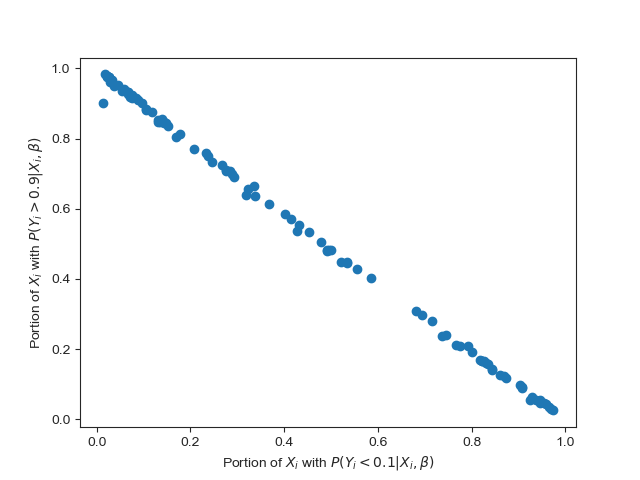 1.0
0.8
0.6
0.4
0.2
0.0
Portion of $X_i$ with $P(Y_i > 0.9|X_i, \beta)$
0.0 0.2 0.4 0.6 0.8 1.0
Portion of $X_i$ with $P(Y_i < 0.1|X_i, \beta)$